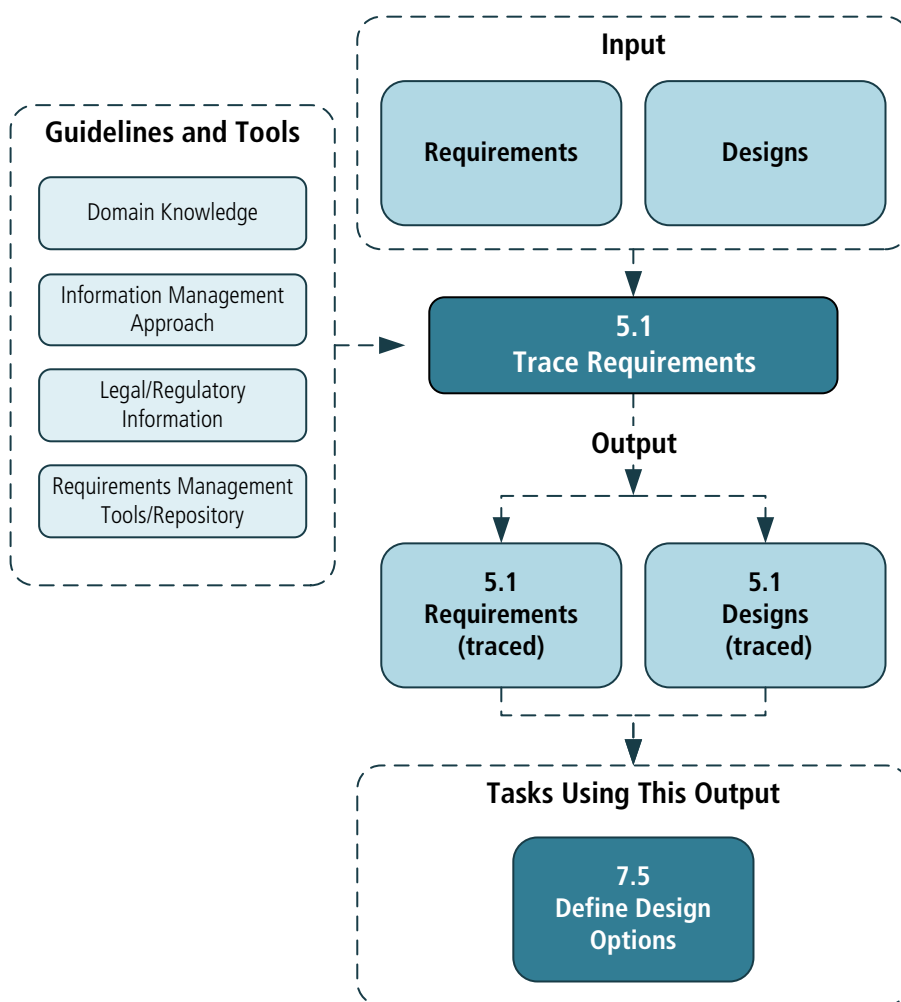 Input
Requirements
Designs
Guidelines and Tools
Domain Knowledge
Information Management
Approach
Legal/Regulatory
Information
Requirements Management
Tools/Repository
5.1
Trace Requirements
Output
5.1
Requirements
(traced)
5.1
Designs
(traced)
Tasks Using This Output
7.5
Define Design
Options